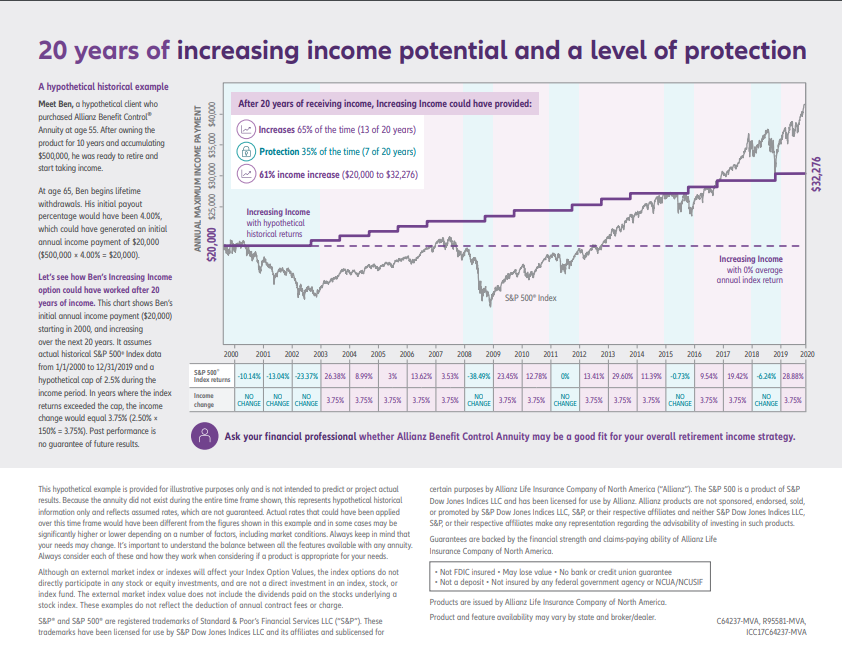 20 years of increasing income potential and a level of protection
A hypothetical historical example
Meet Ben, a hypothetical client who
purchased Allianz Benefit Control®
Annuity at age 55. After owning the
product for 10 years and accumulating
$500,000, he was ready to retire and
start taking income.
At age 65, Ben begins lifetime
withdrawals. His initial payout
percentage would have been 4.00%,
which could have generated an initial
annual income payment of $20,000
($500,000 × 4.00% = $20,000).
Let's see how Ben's Increasing Income
option could have worked after 20
years of income. This chart shows Ben's
initial annual income payment ($20,000)
starting in 2000, and increasing
over the next 20 years. It assumes
actual historical S&P 500® Index data
from 1/1/2000 to 12/31/2019 and a
hypothetical cap of 2.5% during the
income period. In years where the index
returns exceeded the cap, the income
change would equal 3.75% (2.50% ×
150% = 3.75%). Past performance is
no guarantee of future results.
ANNUAL MAXIMUM INCOME PAYMENT
$40,000
$35,000
$30,000
$25,000
$20,000
After 20 years of receiving income, Increasing Income could have provided:
Increases 65% of the time (13 of 20 years)
Protection 35% of the time (7 of 20 years)
61% income increase ($20,000 to $32,276)
Increasing Income
with hypothetical
historical returns
S&P 500® Index
Increasing Income
with 0% average
annual index return
$32,276
2000 2001 2002 2003 2004 2005 2006 2007 2008 2009 2010 2011 2012 2013 2014 2015 2016 2017 2018 2019 2020
S&P 500® Index returns -10.14% -13.04% -23.37% 26.38% 8.99% 3% 13.62% 3.53% -38.49% 23.45% 12.78% 0% 13.41% 29.60% 11.39% -0.73% 9.54% 19.42% -6.24% 28.88%
Income change NO CHANGE NO CHANGE NO CHANGE 3.75% 3.75% 3.75% 3.75% 3.75% NO CHANGE 3.75% 3.75% NO CHANGE 3.75% 3.75% 3.75% NO CHANGE 3.75% 3.75% NO CHANGE 3.75%
Ask your financial professional whether Allianz Benefit Control Annuity may be a good fit for your overall retirement income strategy.
This hypothetical example is provided for illustrative purposes only and is not intended to predict or project actual
results. Because the annuity did not exist during the entire time frame shown, this represents hypothetical historical
information only and reflects assumed rates, which are not guaranteed. Actual rates that could have been applied
over this time frame would have been different from the figures shown in this example and in some cases may be
significantly higher or lower depending on a number of factors, including market conditions. Always keep in mind that
your needs may change. It's important to understand the balance between all the features available with any annuity.
Always consider each of these and how they work when considering if a product is appropriate for your needs.
Although an external market index or indexes will affect your Index Option Values, the index options do not
directly participate in any stock or equity investments, and are not a direct investment in an index, stock, or
index fund. The external market index value does not include the dividends paid on the stocks underlying a
stock index. These examples do not reflect the deduction of annual contract fees or charge.
S&P® and S&P 500® are registered trademarks of Standard & Poor's Financial Services LLC ("S&P"). These
trademarks have been licensed for use by S&P Dow Jones Indices LLC and its affiliates and sublicensed for
certain purposes by Allianz Life Insurance Company of North America ("Allianz"). The S&P 500 is a product of S&P
Dow Jones Indices LLC and has been licensed for use by Allianz. Allianz products are not sponsored, endorsed, sold,
or promoted by S&P Dow Jones Indices LLC, S&P, or their respective affiliates and neither S&P Dow Jones Indices LLC,
S&P, or their respective affiliates make any representation regarding the advisability of investing in such products.
Guarantees are backed by the financial strength and claims-paying ability of Allianz Life
Insurance Company of North America.
• Not FDIC insured • May lose value • No bank or credit union guarantee
• Not a deposit • Not insured by any federal government agency or NCUA/NCUSIF
Products are issued by Allianz Life Insurance Company of North America.
Product and feature availability may vary by state and broker/dealer.
C64237-MVA, R95581-MVA,
ICC17C64237-MVA